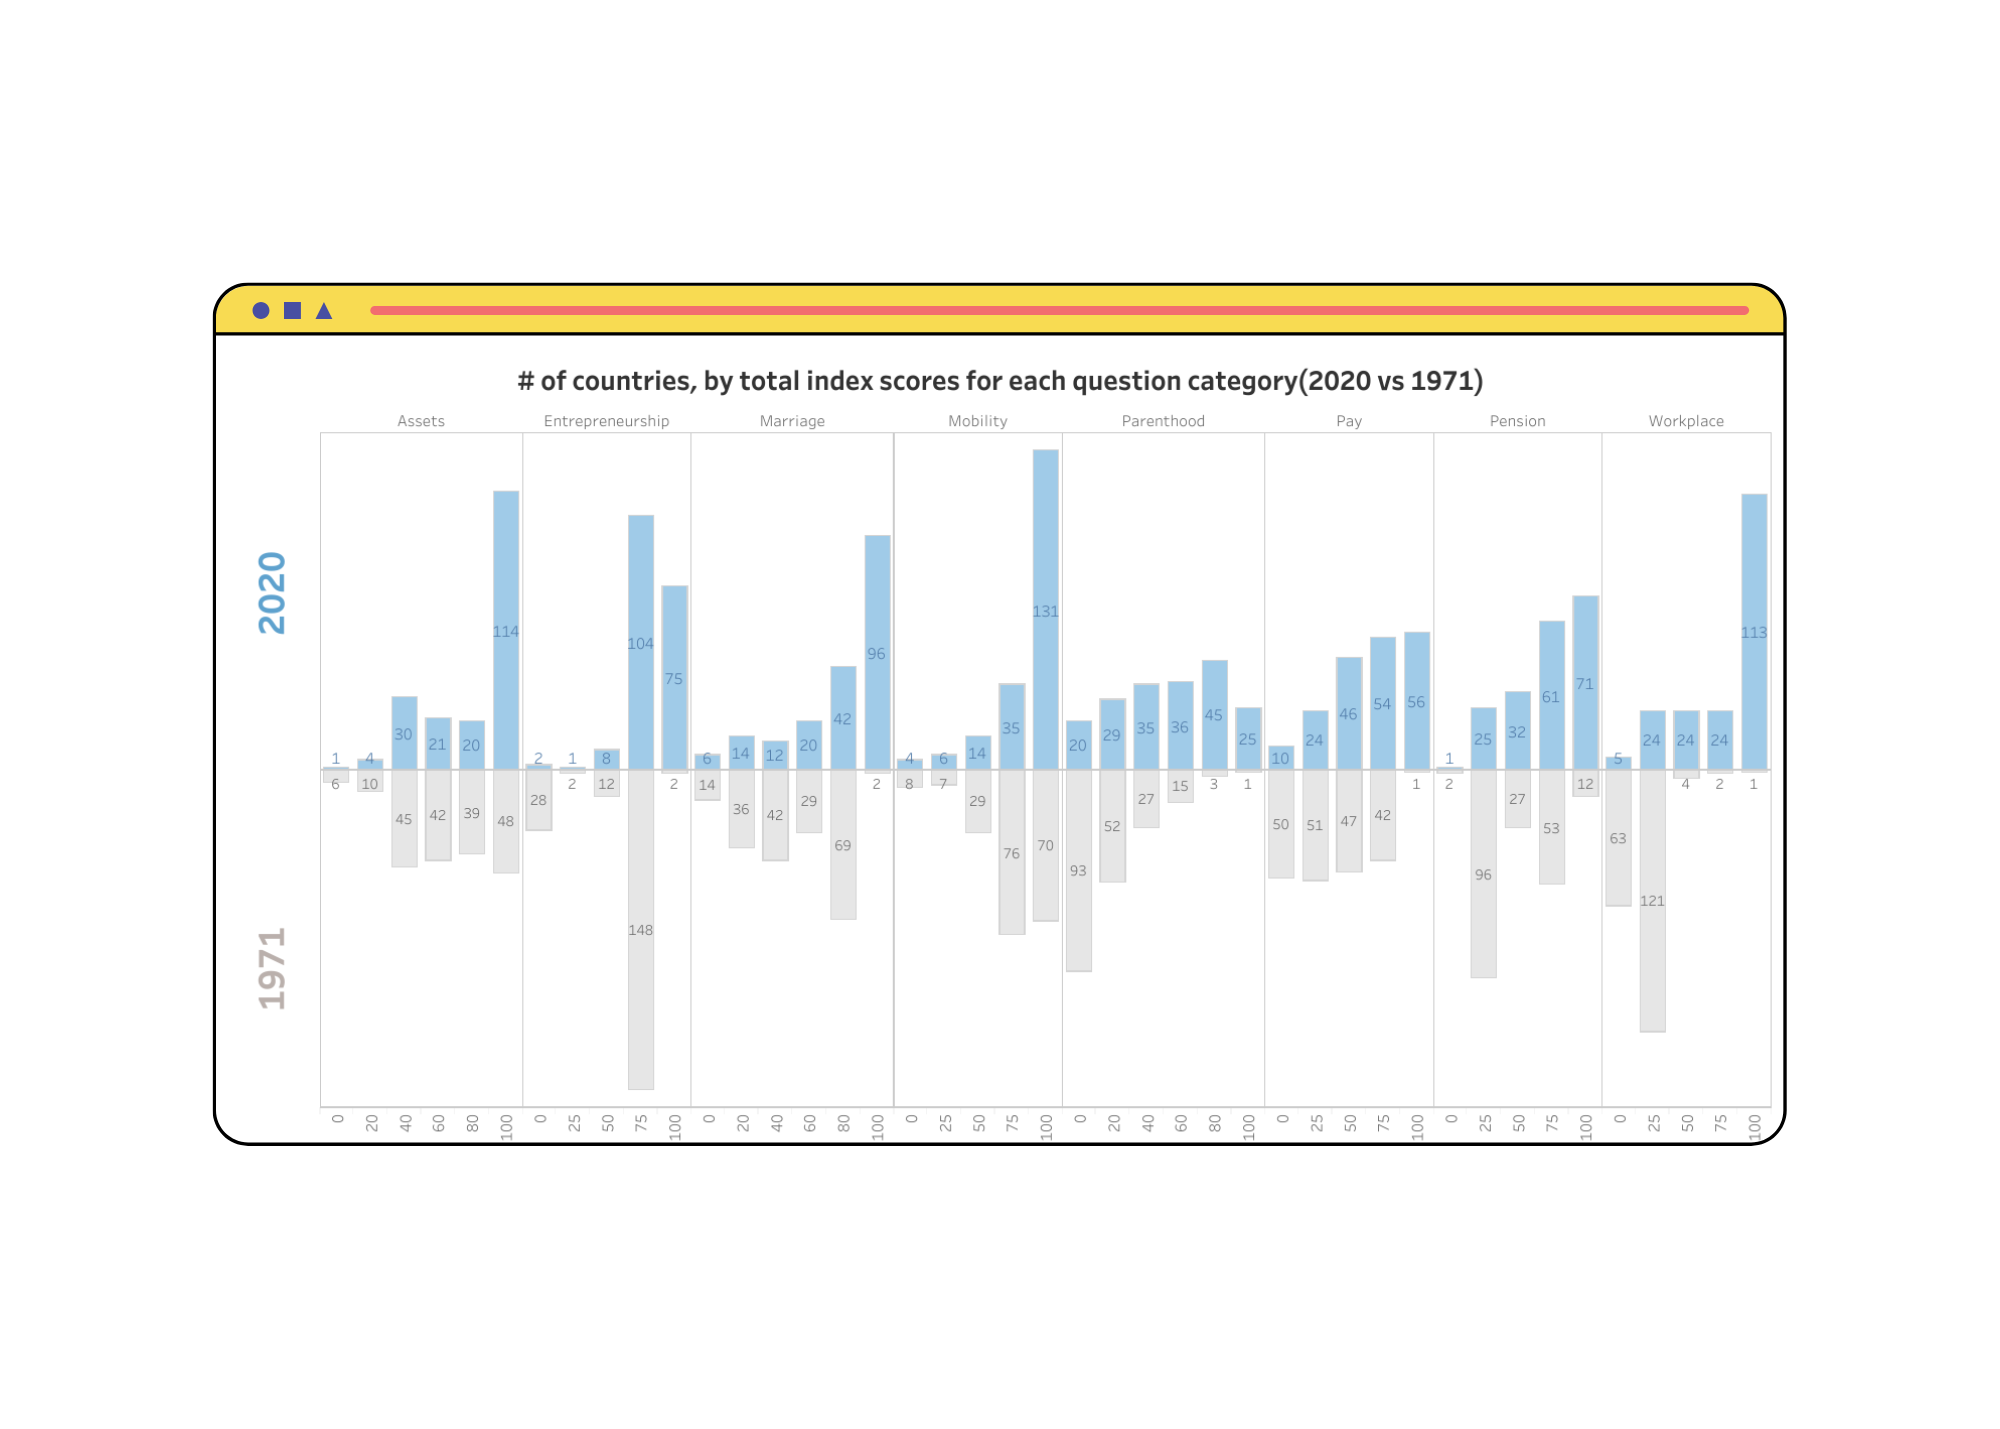 # of countries, by total index scores for each question category(2020 vs 1971)
Assets Entrepreneurship Marriage Mobility Parenthood Pay Pension Workplace
2020
1 4 30 21 20 114 2 1 8 104 75 6 14 12 20 42 96 4 6 14 35 131 20 29 35 36 45 25 10 24 46 54 56 1 25 32 61 71 5 24 24 24 113
6 10 45 42 39 48 28 2 12 148 2 14 36 42 29 69 2 8 7 29 76 70 93 52 27 15 3 1 50 51 47 42 1 2 96 27 53 12 63 121 4 2 1
1971
0 20 40 60 80 100 0 25 50 75 100 0 20 40 60 80 100 0 25 50 75 100 0 20 40 60 80 100 0 25 50 75 100 0 25 50 75 100 0 25 50 75 100